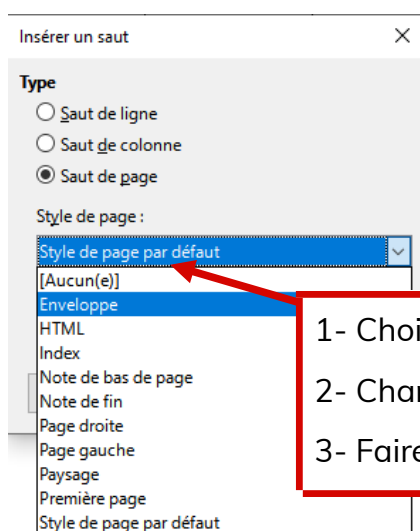 Insérer un saut
Type
Saut de ligne
Saut de colonne
Saut de page
Style de page :
Style de page par défaut
[Aucun(e)]
Enveloppe
HTML
Index
Note de bas de page
Note de fin
Page droite
Page gauche
Paysage
Première page
Style de page par défaut
1- Choi
2- Char
3- Faire